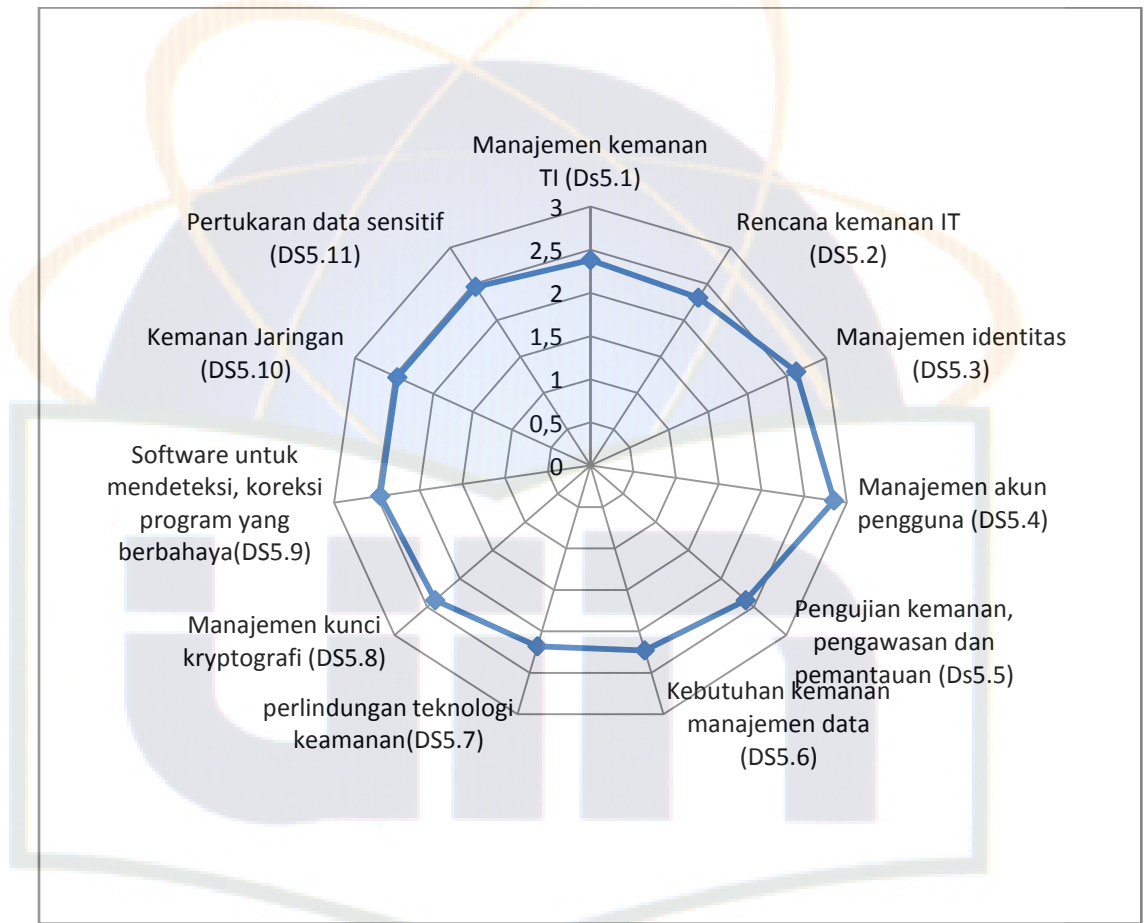 Manajemen kemanan
TI (Ds5.1)
Rencana kemanan IT
(DS5.2)
Manajemen identitas
(DS5.3)
Manajemen akun
pengguna (DS5.4)
Pengujian kemanan,
pengawasan dan
pemantauan (Ds5.5)
Kebutuhan kemanan
manajemen data
(DS5.6)
perlindungan teknologi
keamanan(DS5.7)
Manajemen kunci
kryptografi (DS5.8)
Software untuk
mendeteksi, koreksi
program yang
berbahaya(DS5.9)
Kemanan Jaringan
(DS5.10)
Pertukaran data sensitif
(DS5.11)
3
2,5
2
1,5
1
0,5
0
uin